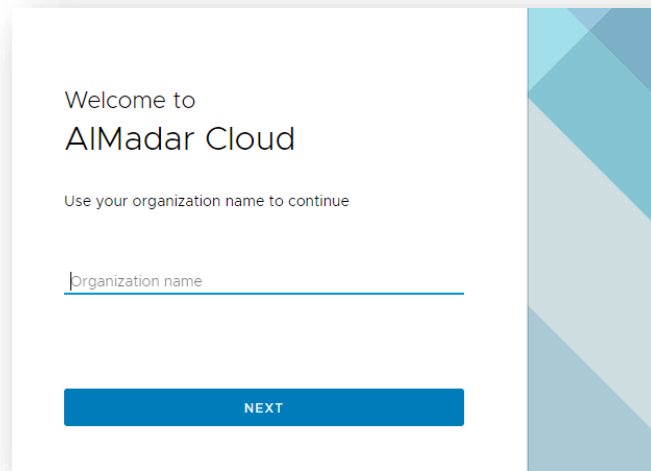 Welcome to
AlMadar Cloud
Use your organization name to continue
Organization name
NEXT